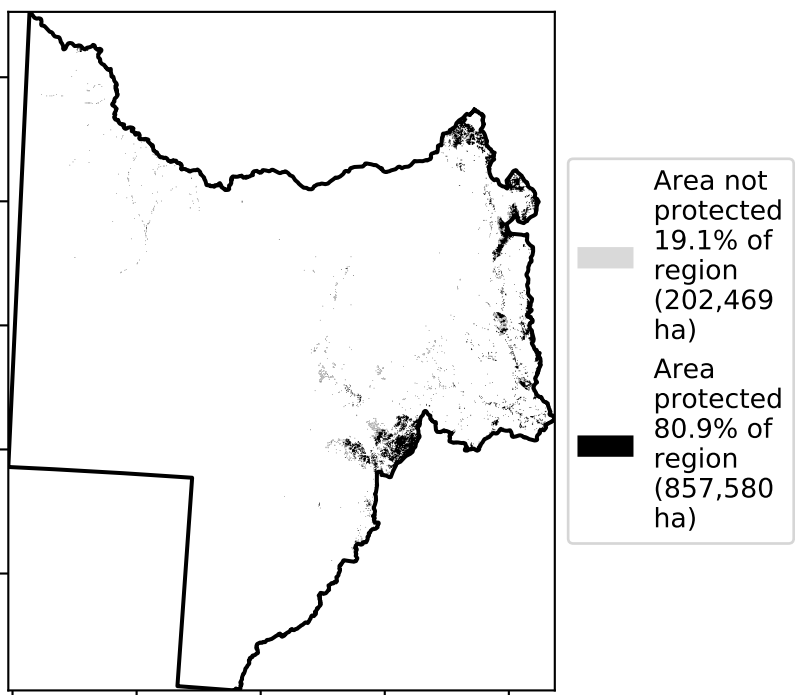 Area not
protected
19.1% of
region
(202,469
ha)
Area
protected
80.9% of
region
(857,580
ha)